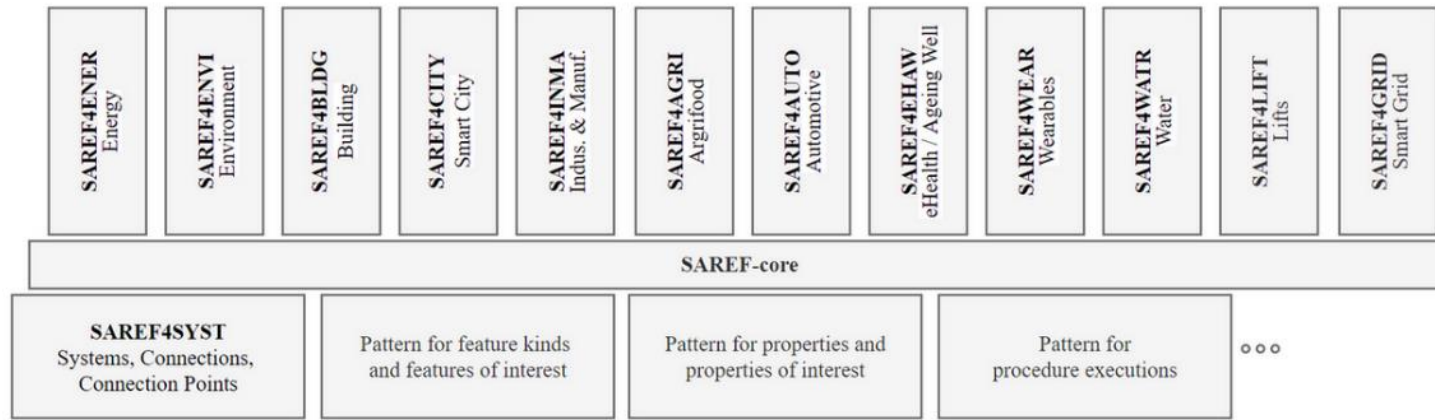 SAREF4ENER
Energy
SAREF4ENVI
Environment
SAREF4BLDG
Building
SAREF4CITY
Smart City
SAREF4INMA
Indus. & Manuf.
SAREF4AGRI
Argrifood
SAREF4AUTO
Automotive
SAREF4EHAW
eHealth / Ageing Well
SAREF4WEAR
Wearables
SAREF4WATR
Water
SAREF4LIFT
Lifts
SAREF4GRID
Smart Grid
SAREF-core
SAREF4SYST
Systems, Connections,
Connection Points
Pattern for feature kinds
and features of interest
Pattern for properties and
properties of interest
Pattern for
procedure executions